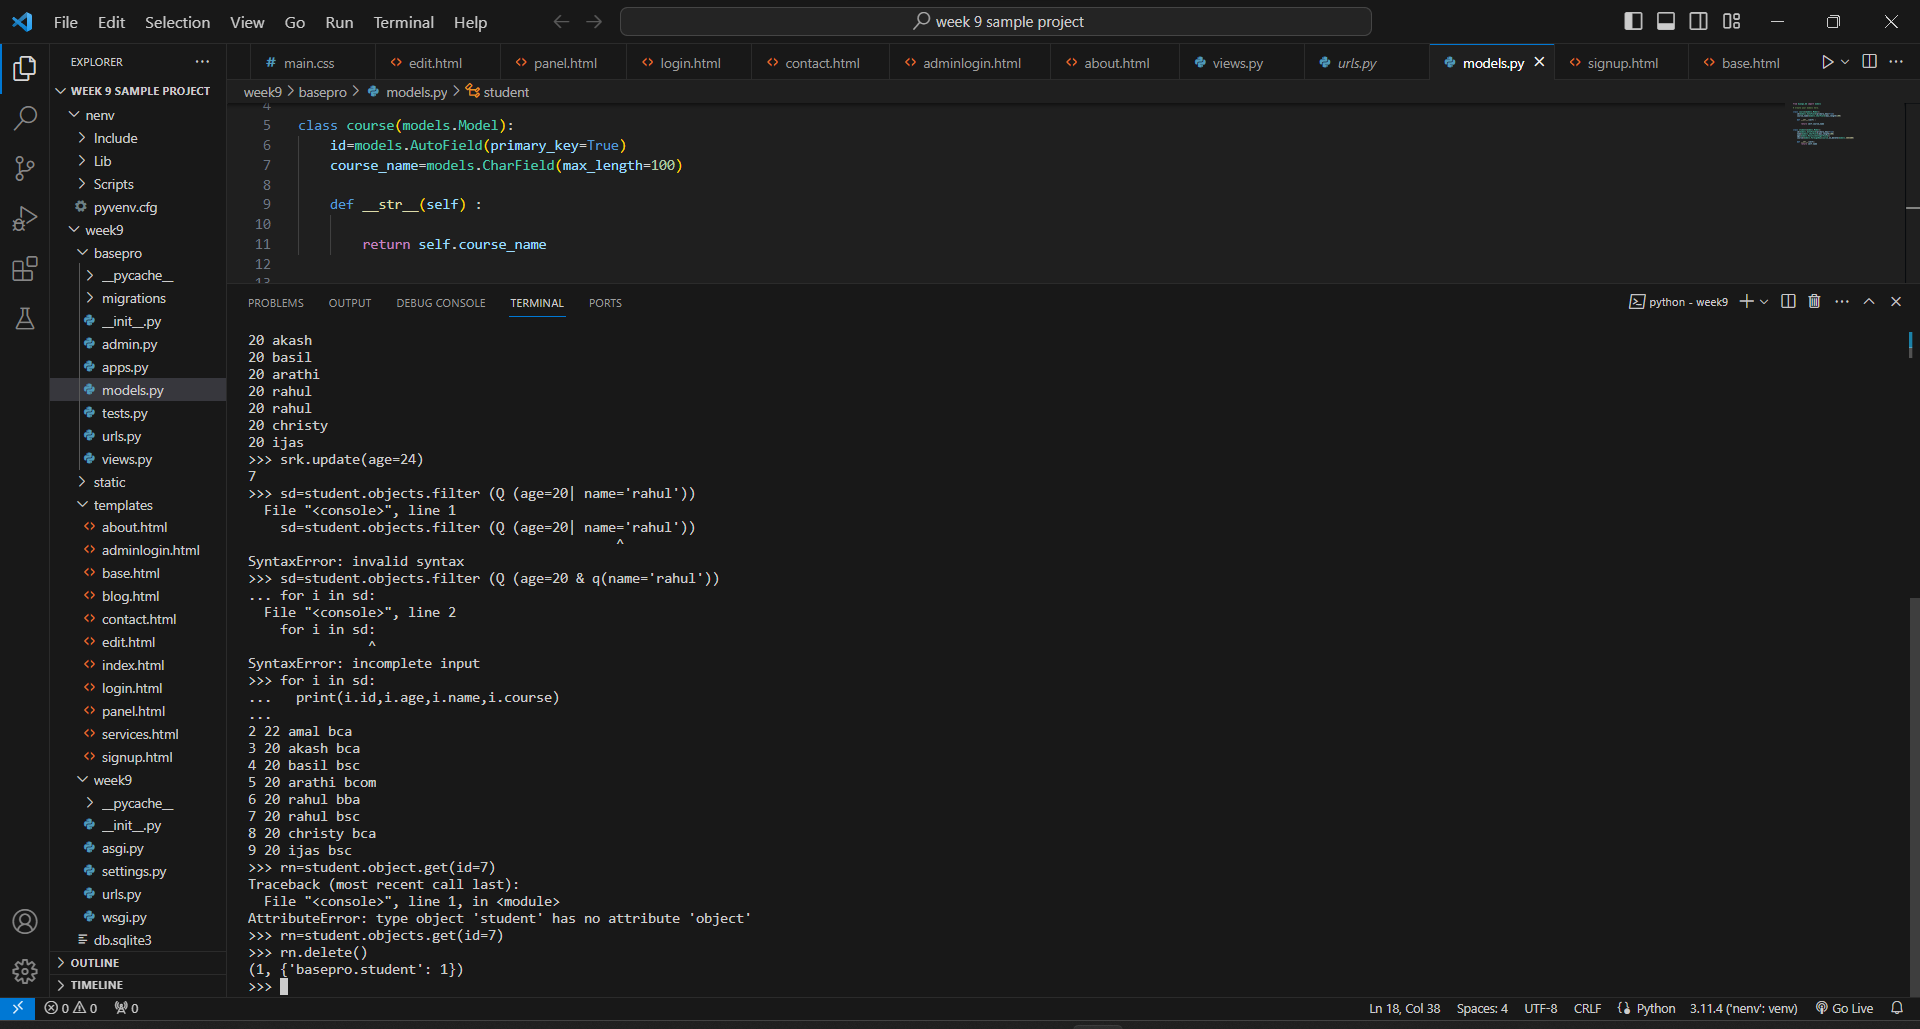 File Edit Selection View Go Run Terminal Help
week 9 sample project
EXPLORER
WEEK 9 SAMPLE PROJECT
nenv
Include
Lib
Scripts
pyvenv.cfg
week9
basepro
__pycache__
migrations
__init__.py
admin.py
apps.py
models.py
tests.py
urls.py
views.py
static
templates
about.html
adminlogin.html
base.html
blog.html
contact.html
edit.html
index.html
login.html
panel.html
services.html
signup.html
week9
__pycache__
__init__.py
asgi.py
settings.py
urls.py
wsgi.py
db.sqlite3
OUTLINE
TIMELINE
main.css edit.html panel.html login.html contact.html adminlogin.html about.html views.py urls.py models.py signup.html base.html
week9 > basepro > models.py > student
4
5 class course(models.Model):
6 id=models.AutoField(primary_key=True)
7 course_name=models.CharField(max_length=100)
8
9 def __str__(self) :
10
11 return self.course_name
12
13
PROBLEMS OUTPUT DEBUG CONSOLE TERMINAL PORTS
python - week9
20 akash
20 basil
20 arathi
20 rahul
20 rahul
20 christy
20 ijas
>>> srk.update(age=24)
7
>>> sd=student.objects.filter (Q (age=20| name='rahul'))
File "<console>", line 1
sd=student.objects.filter (Q (age=20| name='rahul'))
^
SyntaxError: invalid syntax
>>> sd=student.objects.filter (Q (age=20 & q(name='rahul'))
... for i in sd:
File "<console>", line 2
for i in sd:
^
SyntaxError: incomplete input
>>> for i in sd:
... print(i.id,i.age,i.name,i.course)
...
2 22 amal bca
3 20 akash bca
4 20 basil bsc
5 20 arathi bcom
6 20 rahul bba
7 20 rahul bsc
8 20 christy bca
9 20 ijas bsc
>>> rn=student.object.get(id=7)
Traceback (most recent call last):
File "<console>", line 1, in <module>
AttributeError: type object 'student' has no attribute 'object'
>>> rn=student.objects.get(id=7)
>>> rn.delete()
(1, {'basepro.student': 1})
>>>
0 0 0 Ln 18, Col 38 Spaces: 4 UTF-8 CRLF Python 3.11.4 ('nenv': venv) Go Live